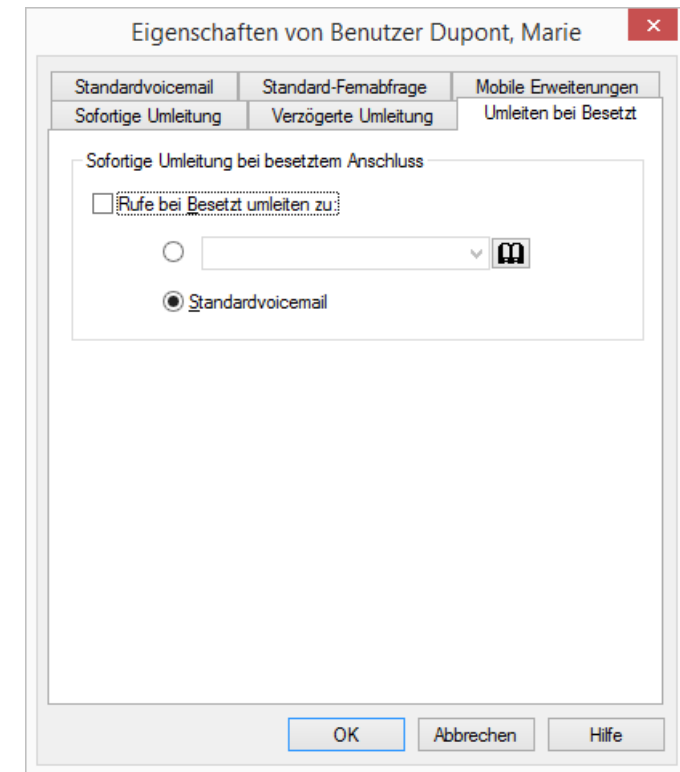 Eigenschaften von Benutzer Dupont, Marie
Standardvoicemail Standard-Fernabfrage Mobile Erweiterungen
Sofortige Umleitung Verzögerte Umleitung Umleiten bei Besetzt
Sofortige Umleitung bei besetztem Anschluss
Rufe bei Besetzt umleiten zu:
Standardvoicemail
OK Abbrechen Hilfe